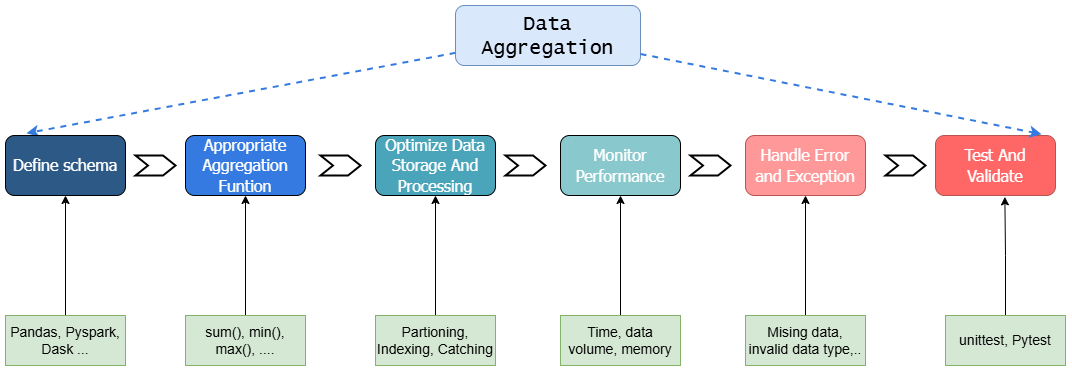 Data
Aggregation
Define schema
Appropriate
Aggregation
Funtion
Optimize Data
Storage And
Processing
Monitor
Performance
Handle Error
and Exception
Test And
Validate
Pandas, Pyspark,
Dask ...
sum(), min(),
max(), ....
Partioning,
Indexing, Catching
Time, data
volume, memory
Mising data,
invalid data type,..
unittest, Pytest